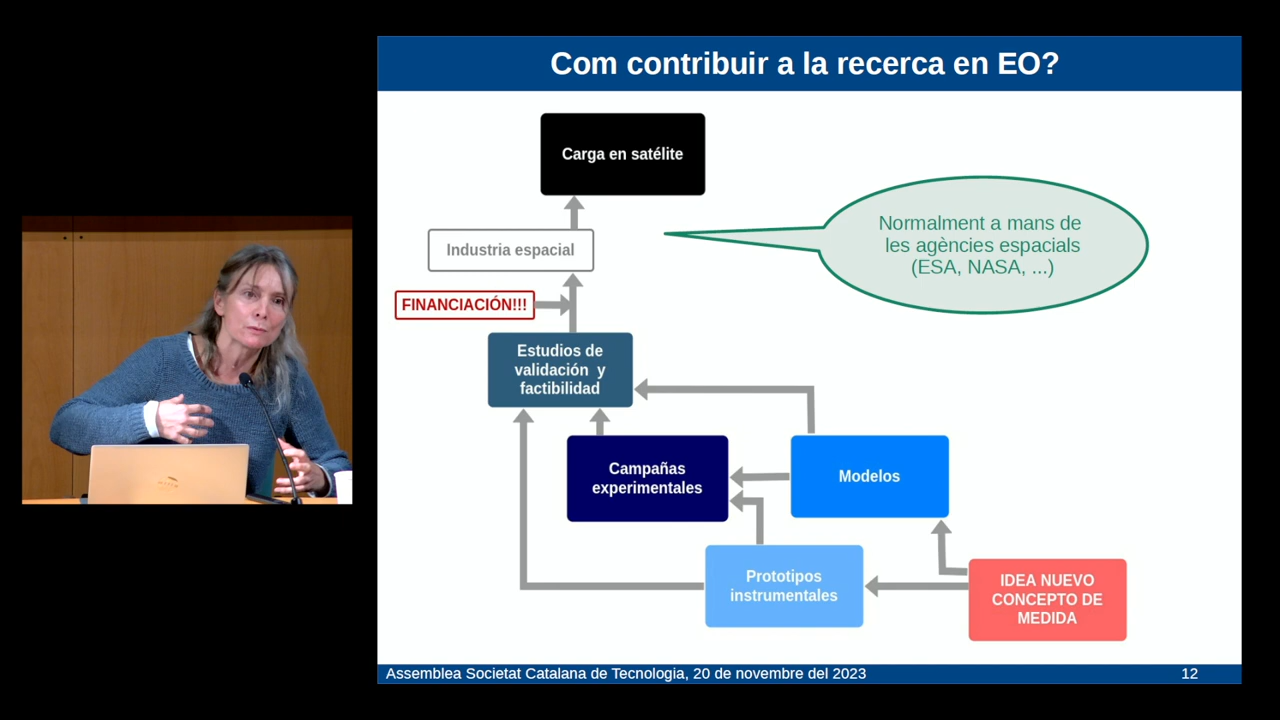 Com contribuir a la recerca en EO?
Carga en satélite
Normalment a mans de
les agències espacials
(ESA, NASA, ...)
Industria espacial
FINANCIACIÓN!!!
Estudios de
validación y
factibilidad
Campañas
experimentales
Modelos
Prototipos
instrumentales
IDEA NUEVO
CONCEPTO DE
MEDIDA
Assemblea Societat Catalana de Tecnologia, 20 de novembre del 2023
12